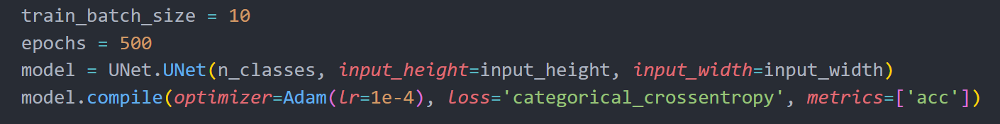 train_batch_size = 10
epochs = 500
model = UNet.UNet(n_classes, input_height=input_height, input_width=input_width)
model.compile(optimizer=Adam(lr=1e-4), loss='categorical_crossentropy', metrics=['acc'])